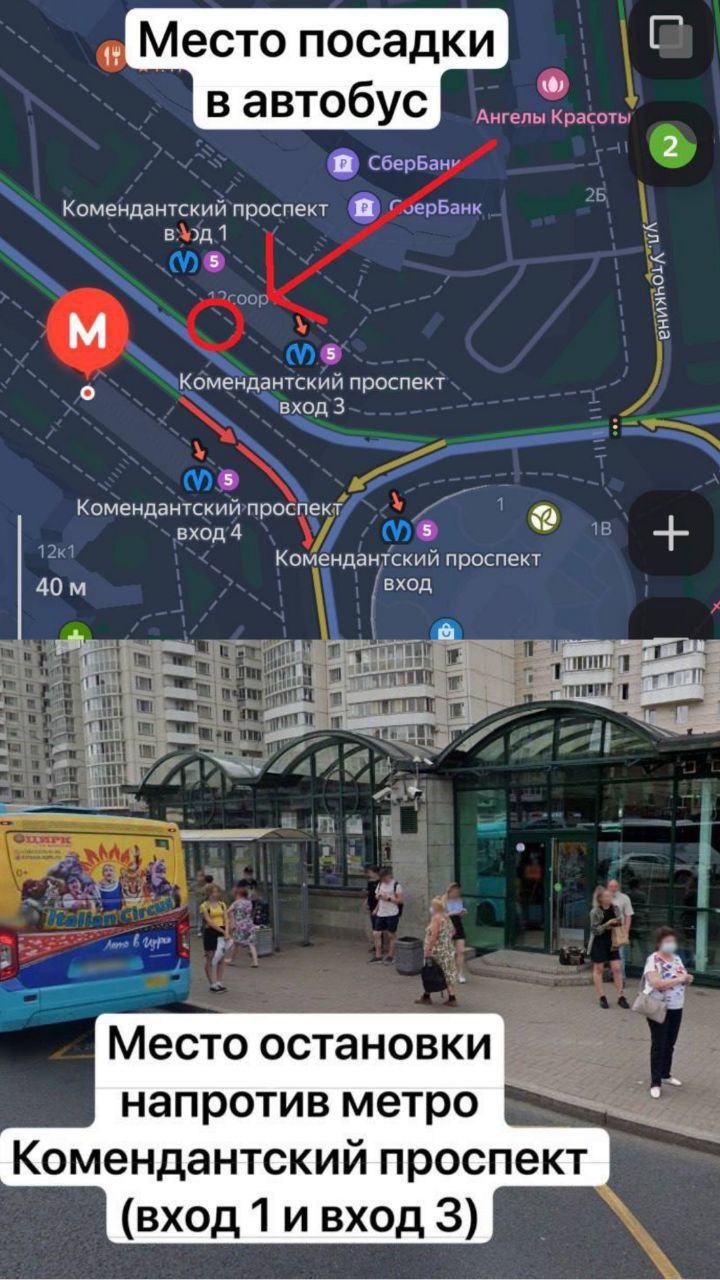 Место посадки
в автобус
Ангелы Красоты
2
СберБанк
СберБанк
2Б
ул. Уточкина
Комендантский проспект
вход 1
5
12соор
М
5
Комендантский проспект
вход 3
5
Комендантский проспект
вход 4
5
1
1В
Комендантский проспект
вход
12к1
40 м
ЦИРК
0+
Italian Circus
Лето в Цирке
Место остановки
напротив метро
Комендантский проспект
(вход 1 и вход 3)